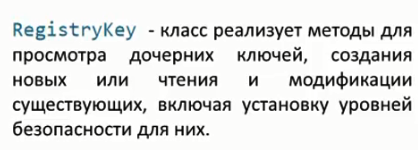 RegistryKey - класс реализует методы для
просмотра дочерних ключей, создания
новых или чтения и модификации
существующих, включая установку уровней
безопасности для них.